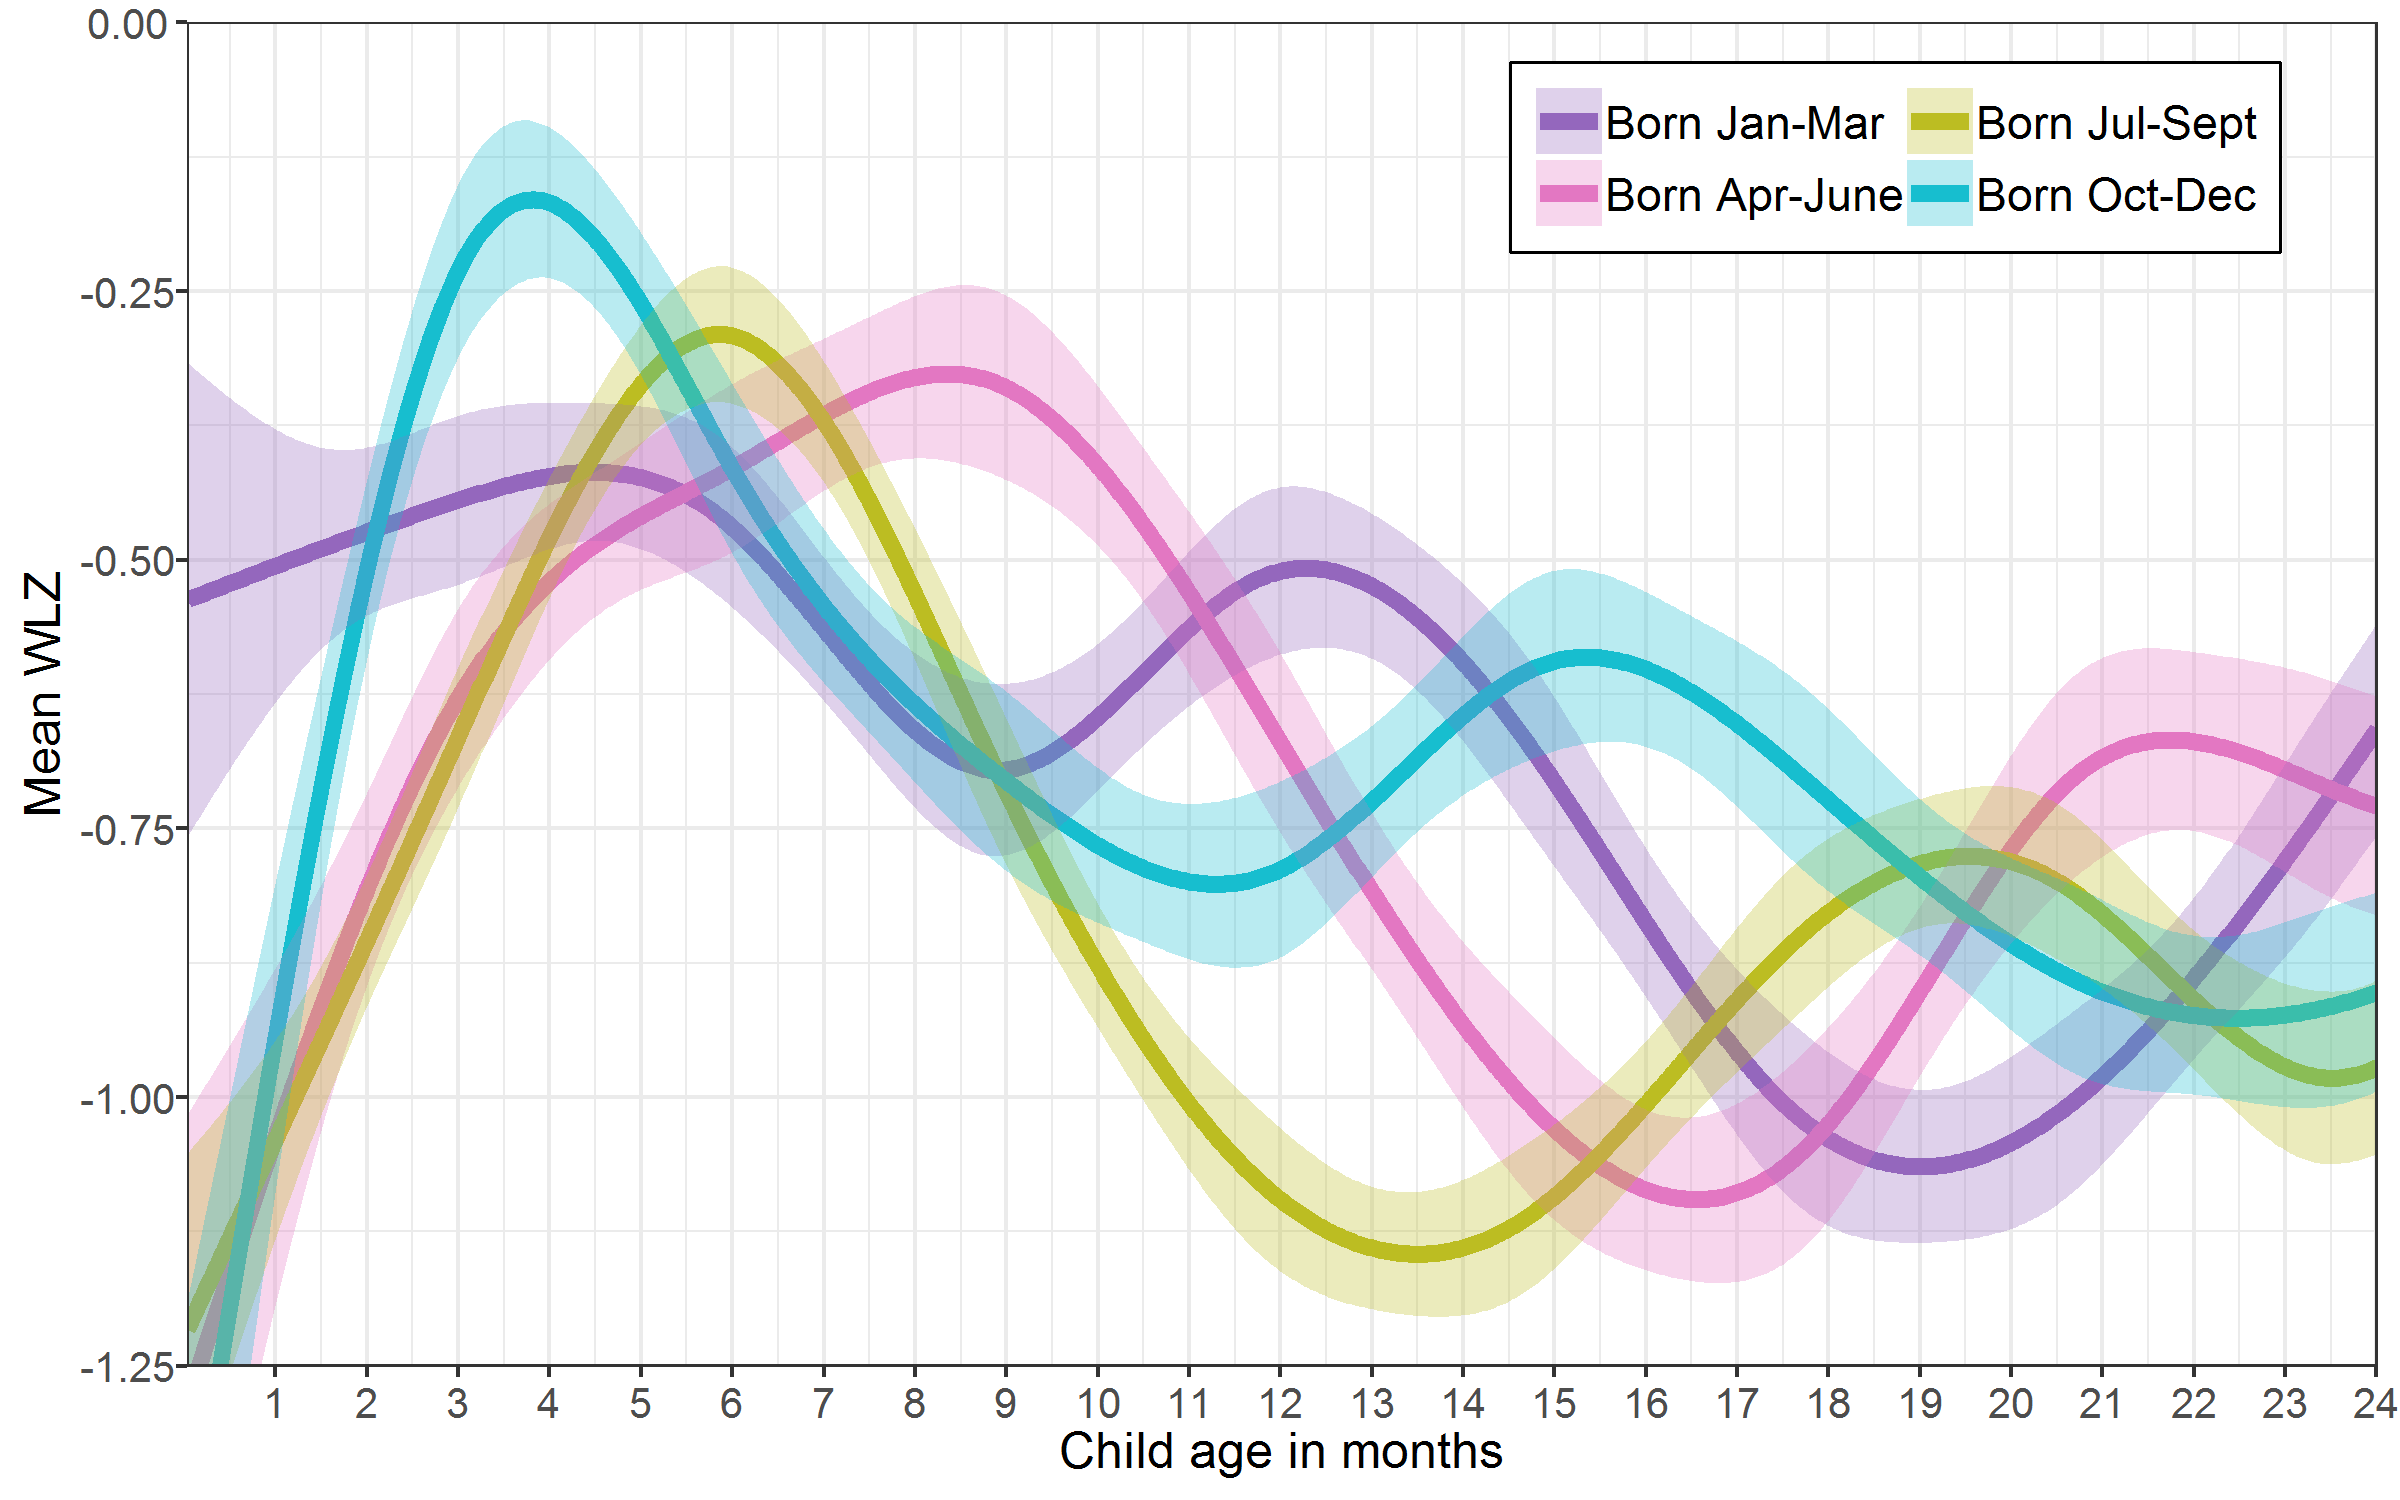 0.00
-0.25
-0.50
-0.75
-1.00
-1.25
Mean WLZ
Born Jan-Mar Born Jul-Sept
Born Apr-June Born Oct-Dec
1 2 3 4 5 6 7 8 9 10 11 12 13 14 15 16 17 18 19 20 21 22 23 24
Child age in months